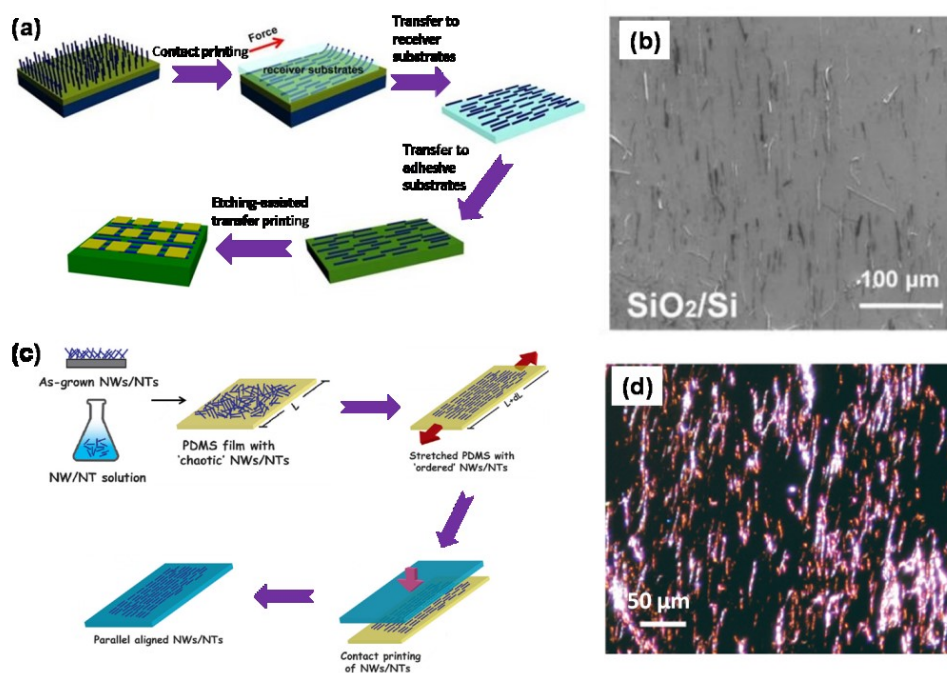 (a)
Contact printing
Force
receiver substrates
Transfer to
receiver
substrates
Transfer to
adhesive
substrates
Etching-assisted
transfer printing
(b)
SiO₂/Si
100 µm
(c)
As-grown NWs/NTs
NW/NT solution
L
PDMS film with
'chaotic' NWs/NTs
L+dL
Stretched PDMS with
'ordered' NWs/NTs
Parallel aligned NWs/NTs
Contact printing
of NWs/NTs
(d)
50 µm